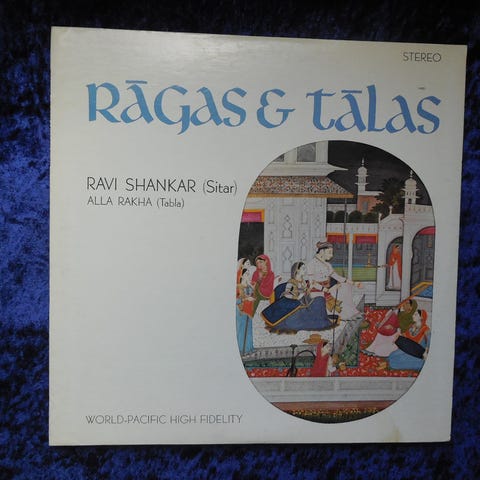 STEREO
RĀGAS & TĀLAS
RAVI SHANKAR (Sitar)
ALLA RAKHA (Tabla)
WORLD-PACIFIC HIGH FIDELITY